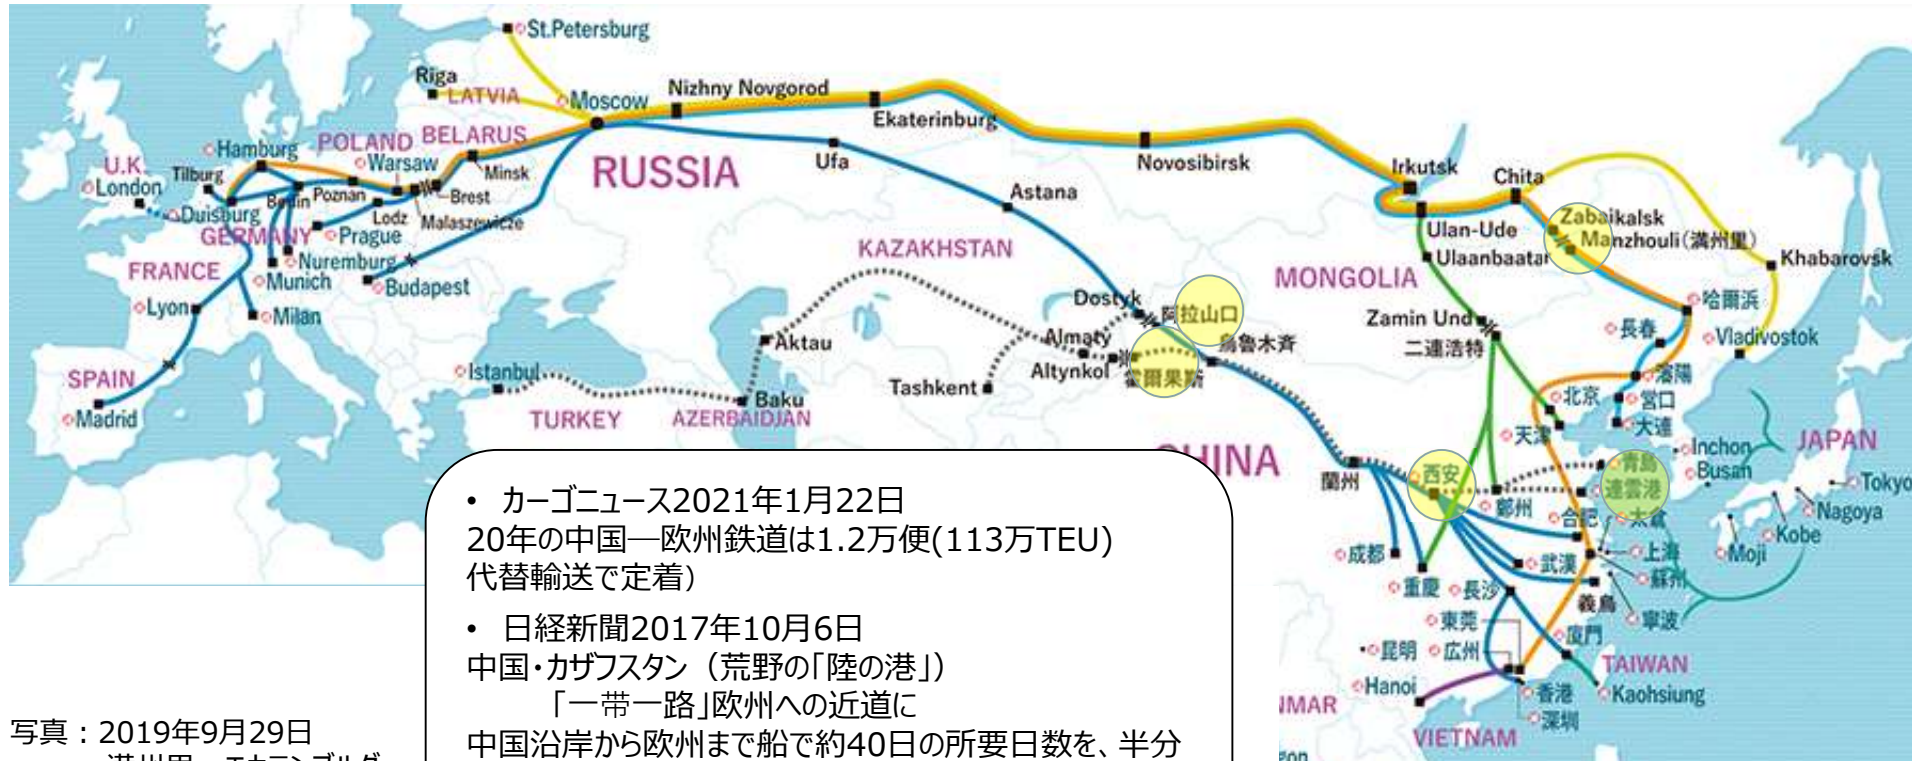 St.Petersburg
Riga
LATVIA
Moscow
Nizhny Novgorod
Ekaterinburg
Novosibirsk
Irkutsk
Chita
Zabaikalsk
Manzhouli(満州里)
Khabarovsk
Ulan-Ude
Ulaanbaatar
U.K.
London
Tilburg
Hamburg
POLAND
BELARUS
Warsaw
Minsk
Brest
Duisburg
Berlin
Poznan
Lodz
Malaszewicze
GERMANY
Prague
Nuremburg
Munich
Budapest
FRANCE
Lyon
Milan
SPAIN
Madrid
RUSSIA
Ufa
Astana
KAZAKHSTAN
MONGOLIA
Dostyk
阿拉山口
Almaty
Altynkol
霍爾果斯
烏魯木斉
Zamin Und
二連浩特
哈爾浜
長春
Vladivostok
瀋陽
営口
大連
北京
天津
Aktau
Tashkent
Istanbul
TURKEY
Baku
AZERBAIDJAN
CHINA
蘭州
西安
鄭州
青島
連雲港
太倉
合肥
上海
蘇州
成都
重慶
武漢
長沙
義烏
寧波
東莞
昆明
広州
厦門
TAIWAN
Kaohsiung
香港
深圳
Hanoi
VIETNAM
Inchon
Busan
JAPAN
Tokyo
Nagoya
Kobe
Moji
• カーゴニュース2021年1月22日
20年の中国―欧州鉄道は1.2万便(113万TEU)
代替輸送で定着)
• 日経新聞2017年10月6日
中国・カザフスタン（荒野の「陸の港」）
「一帯一路」欧州への近道に
中国沿岸から欧州まで船で約40日の所要日数を、半分
写真：2019年9月29日